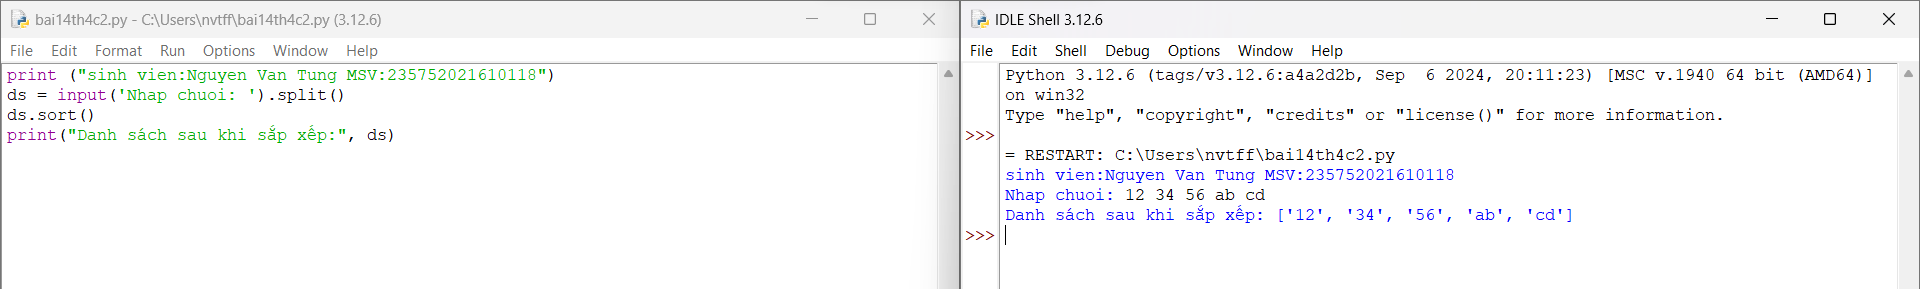 bai14th4c2.py - C:\Users\nvtff\bai14th4c2.py (3.12.6)
File Edit Format Run Options Window Help
print ("sinh vien:Nguyen Van Tung MSV:235752021610118")
ds = input('Nhap chuoi: ').split()
ds.sort()
print("Danh sách sau khi sắp xếp:", ds)
IDLE Shell 3.12.6
File Edit Shell Debug Options Window Help
Python 3.12.6 (tags/v3.12.6:a4a2d2b, Sep  6 2024, 20:11:23) [MSC v.1940 64 bit (AMD64)]
on win32
Type "help", "copyright", "credits" or "license()" for more information.
>>>
= RESTART: C:\Users\nvtff\bai14th4c2.py
sinh vien:Nguyen Van Tung MSV:235752021610118
Nhap chuoi: 12 34 56 ab cd
Danh sách sau khi sắp xếp: ['12', '34', '56', 'ab', 'cd']
>>>